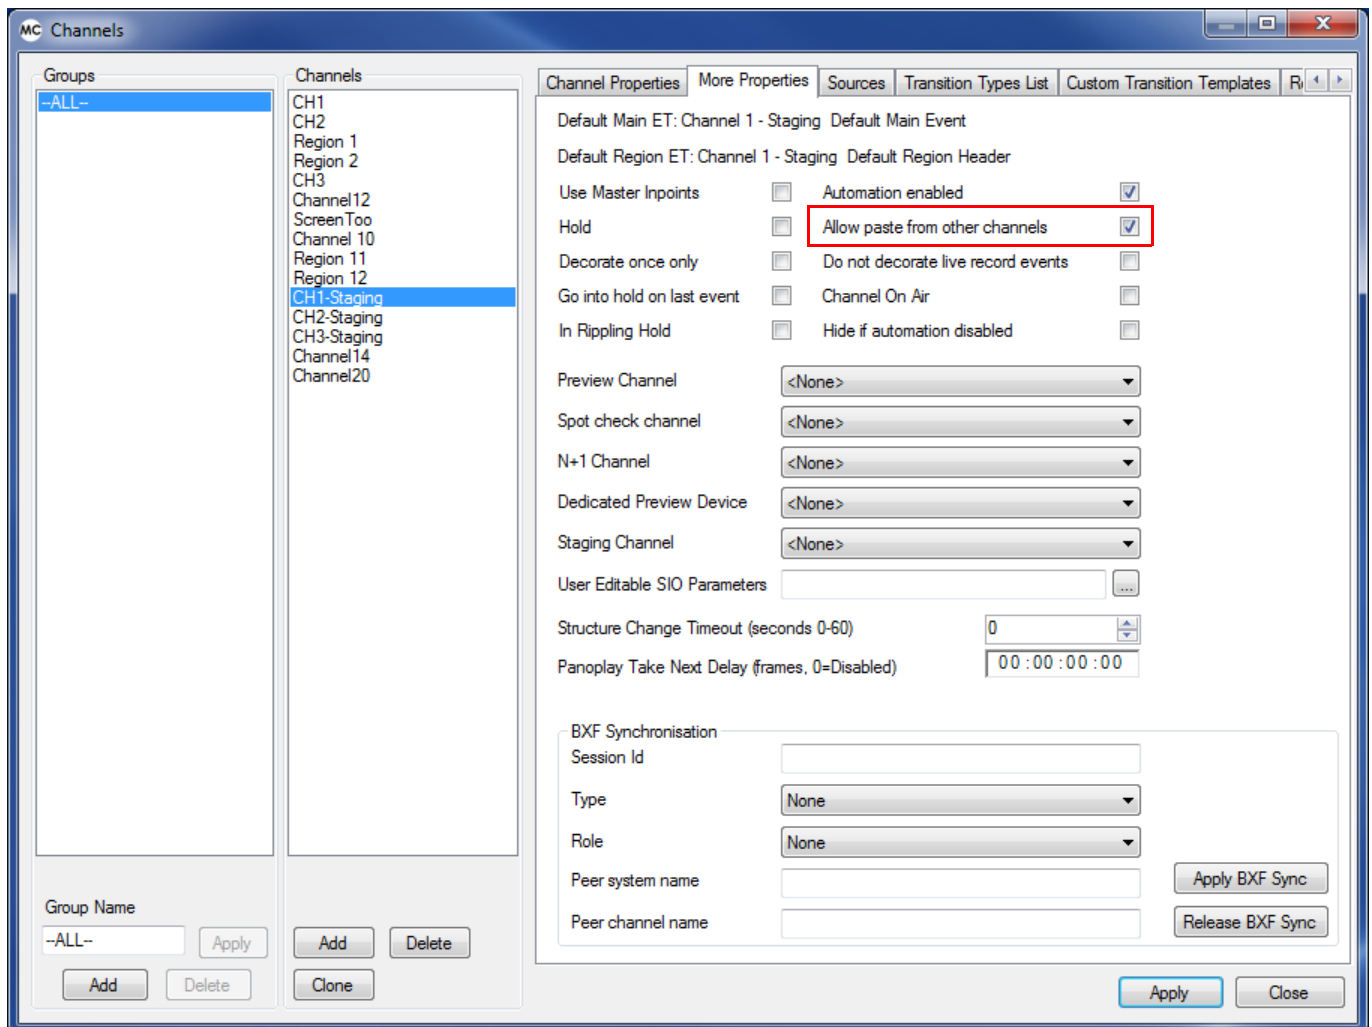 MC Channels
Groups
--ALL--
Group Name
--ALL--
Apply
Add
Delete
Channels
CH1
CH2
Region 1
Region 2
CH3
Channel12
ScreenToo
Channel 10
Region 11
Region 12
CH1-Staging
CH2-Staging
CH3-Staging
Channel14
Channel20
Add
Delete
Clone
Channel Properties
More Properties
Sources
Transition Types List
Custom Transition Templates
Default Main ET: Channel 1 - Staging Default Main Event
Default Region ET: Channel 1 - Staging Default Region Header
Use Master Inpoints
Automation enabled
Hold
Allow paste from other channels
Decorate once only
Do not decorate live record events
Go into hold on last event
Channel On Air
In Rippling Hold
Hide if automation disabled
Preview Channel
<None>
Spot check channel
<None>
N+1 Channel
<None>
Dedicated Preview Device
<None>
Staging Channel
<None>
User Editable SIO Parameters
...
Structure Change Timeout (seconds 0-60)
0
Panoplay Take Next Delay (frames, 0=Disabled)
00:00:00:00
BXF Synchronisation
Session Id
Type
None
Role
None
Peer system name
Apply BXF Sync
Peer channel name
Release BXF Sync
Apply
Close